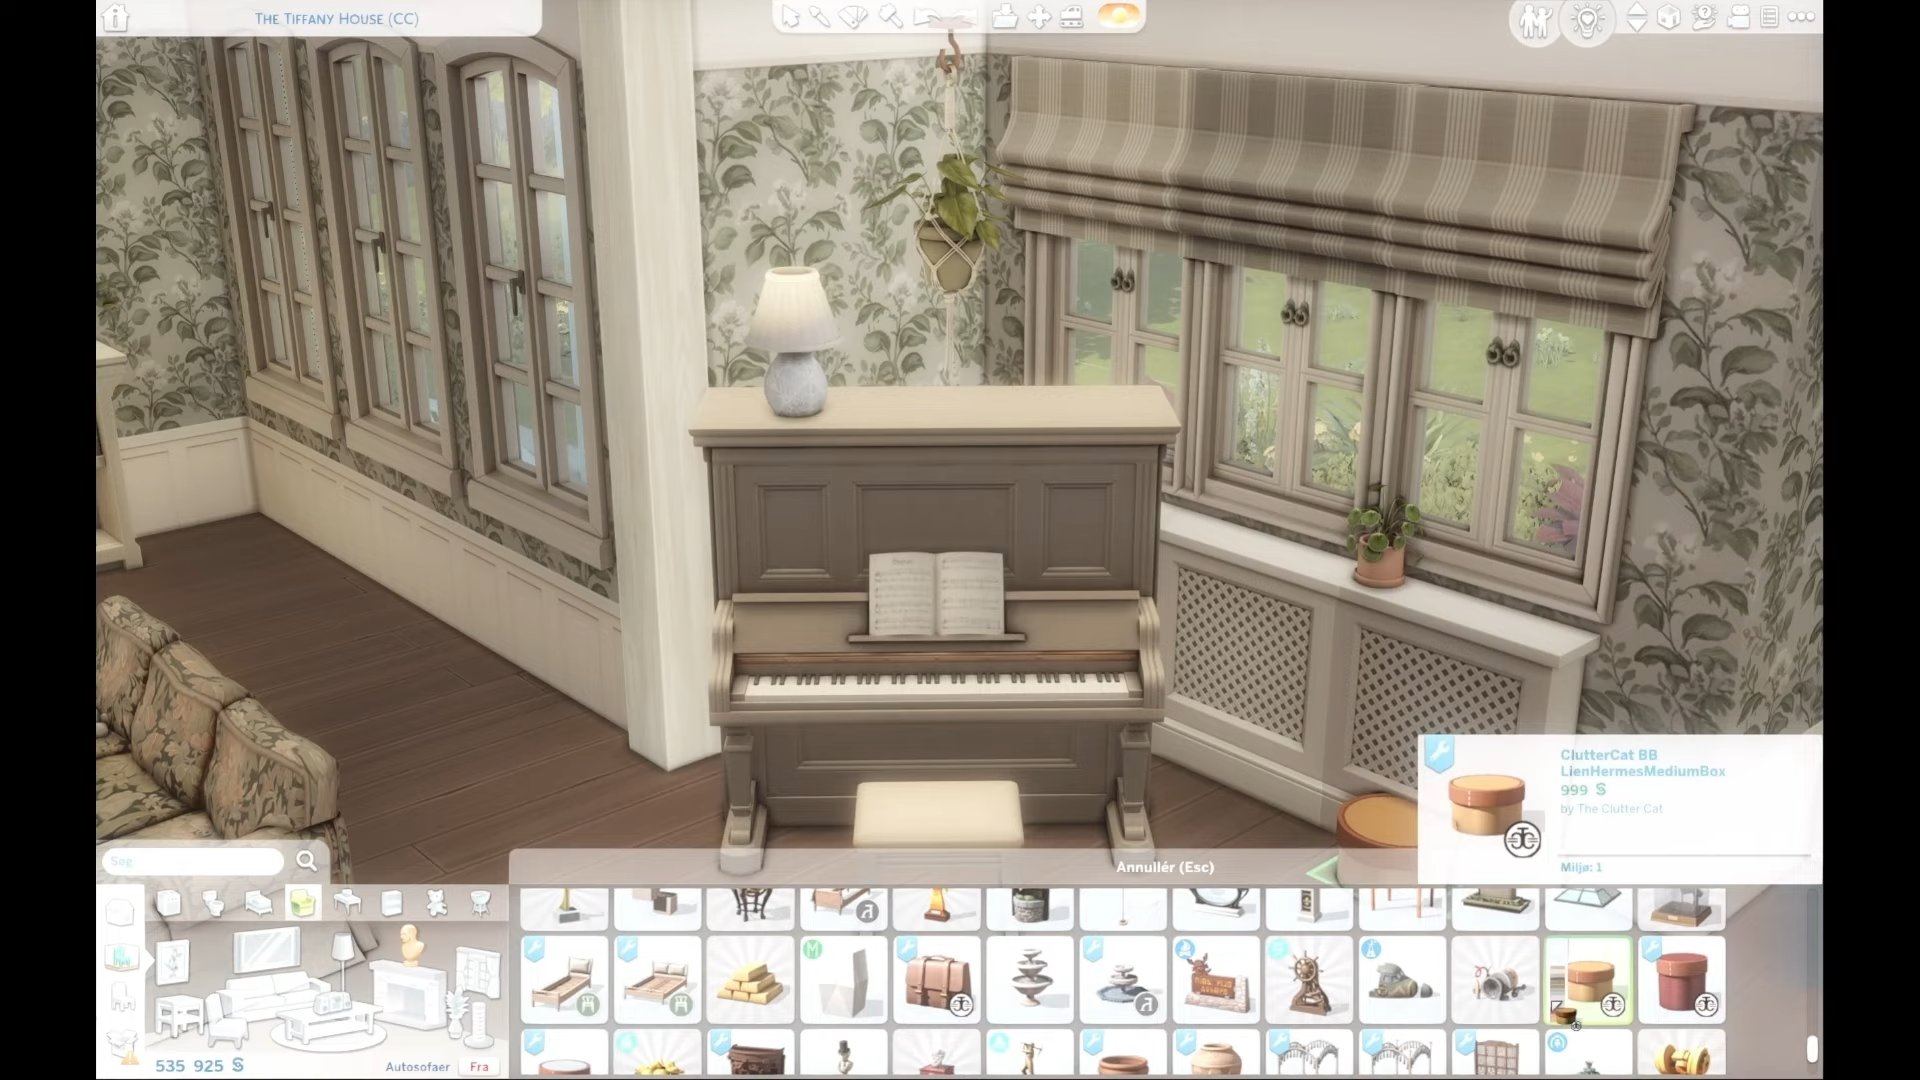 The Tiffany House (CC)
ClutterCat BB
LienHermesMediumBox
999 §
by The Clutter Cat
Miljø: 1
Søg
Annullér (Esc)
535 925 §
Autosofaer Fra